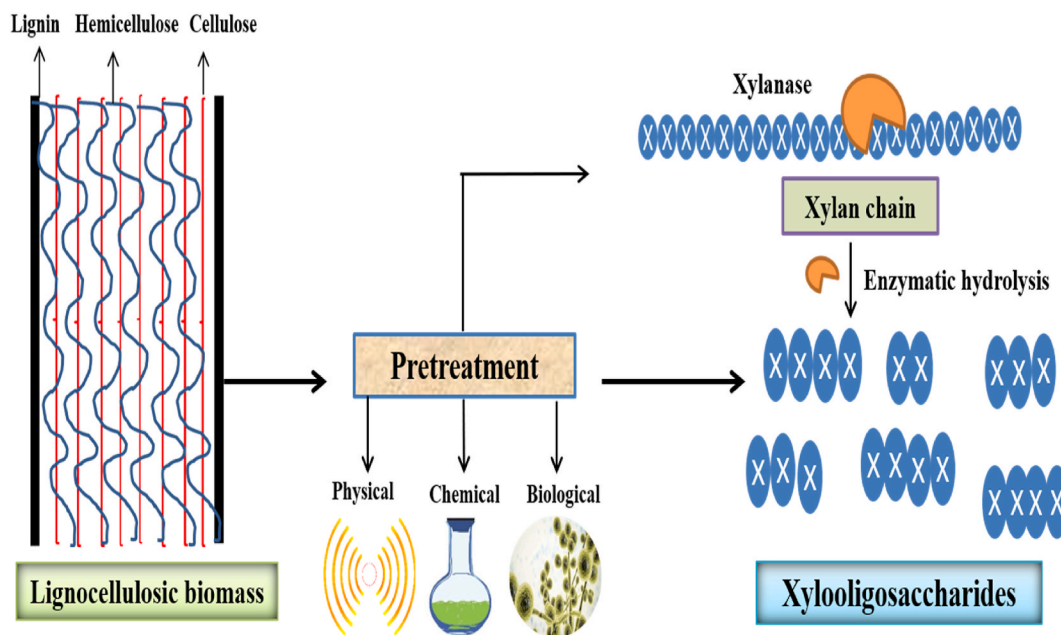 Lignin Hemicellulose Cellulose
Xylanase
X X X X X X X X X X X X X X X X X X X
Xylan chain
Enzymatic hydrolysis
Pretreatment
X X X X
X X
X X X
Physical
Chemical
Biological
X X X
X X X X
X X X X
Lignocellulosic biomass
Xylooligosaccharides